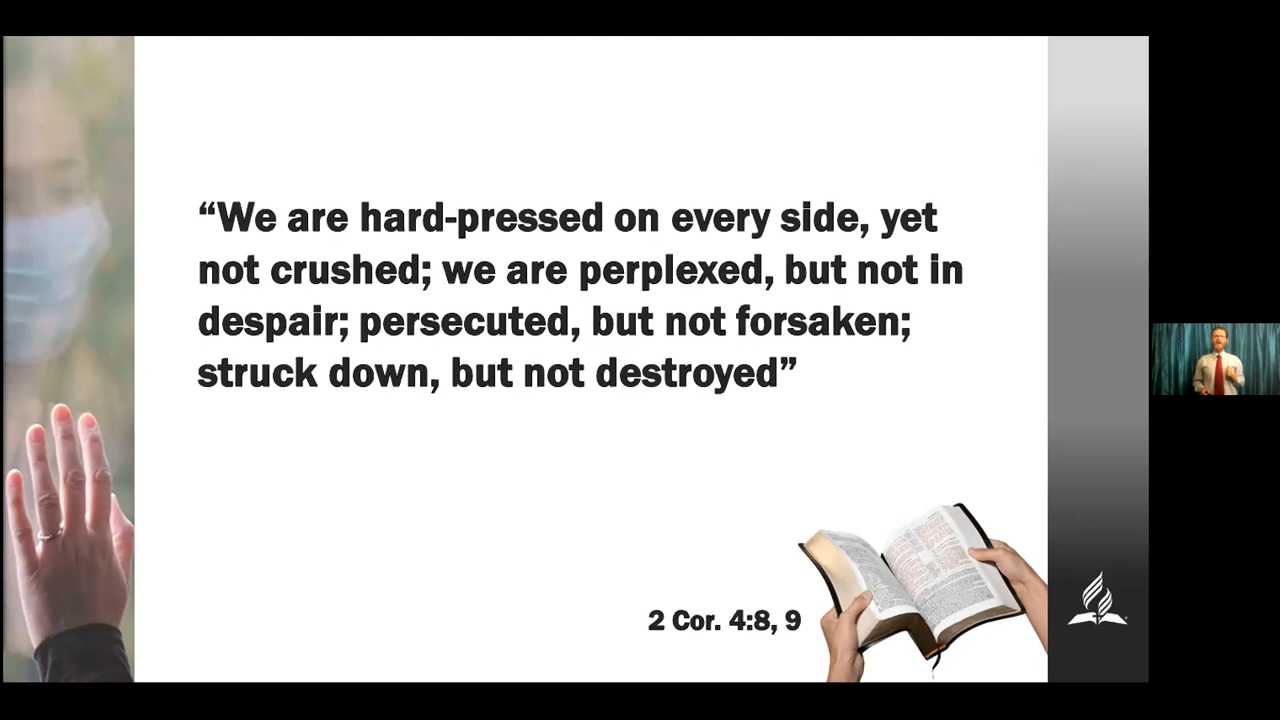 “We are hard-pressed on every side, yet
not crushed; we are perplexed, but not in
despair; persecuted, but not forsaken;
struck down, but not destroyed”
2 Cor. 4:8, 9